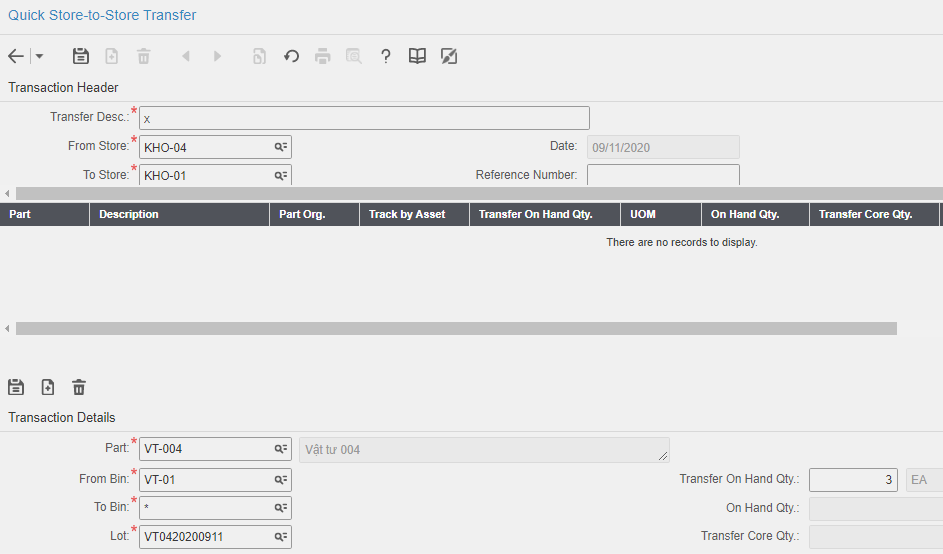 Quick Store-to-Store Transfer
Transaction Header
Transfer Desc.:* x
From Store:* KHO-04 Date: 09/11/2020
To Store:* KHO-01 Reference Number:
Part Description Part Org. Track by Asset Transfer On Hand Qty. UOM On Hand Qty. Transfer Core Qty.
There are no records to display.
Transaction Details
Part:* VT-004 Vật tư 004
From Bin:* VT-01 Transfer On Hand Qty.: 3 EA
To Bin:* * On Hand Qty.:
Lot:* VT0420200911 Transfer Core Qty.: